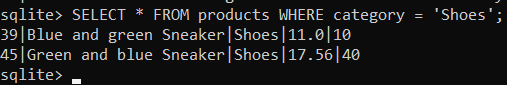 sqlite> SELECT * FROM products WHERE category = 'Shoes';
39|Blue and green Sneaker|Shoes|11.0|10
45|Green and blue Sneaker|Shoes|17.56|40
sqlite>